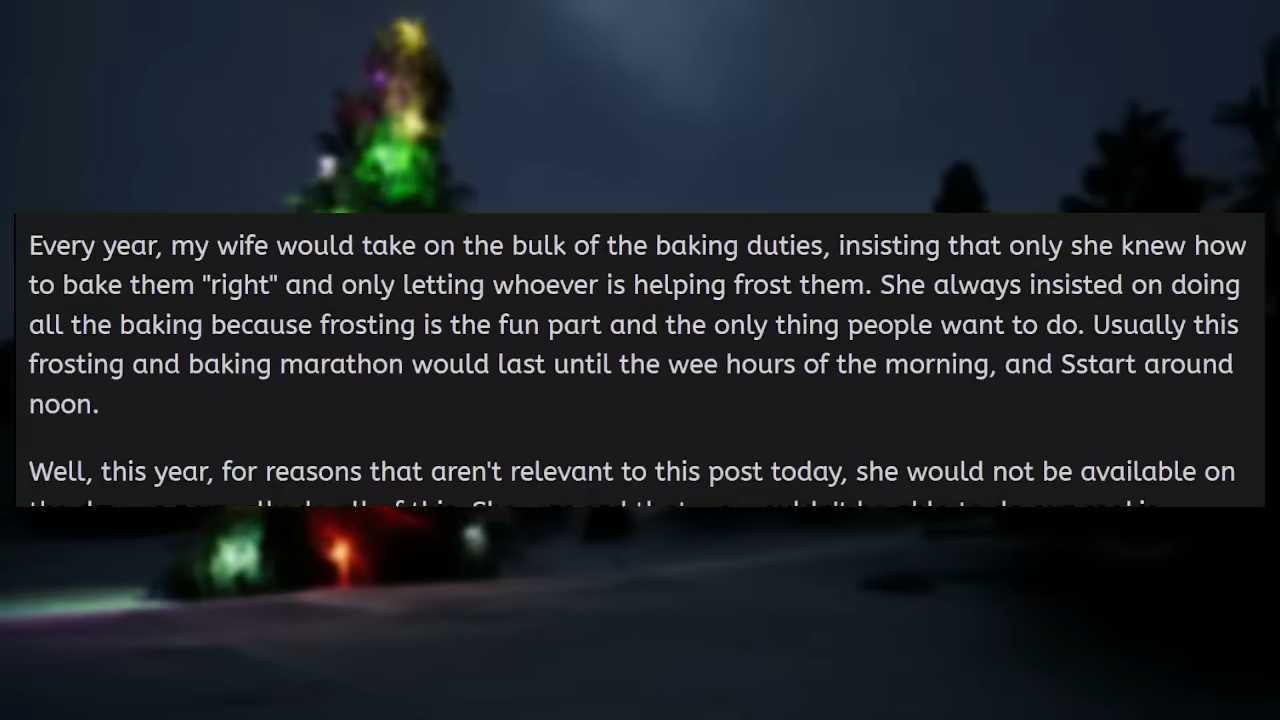 Every year, my wife would take on the bulk of the baking duties, insisting that only she knew how
to bake them "right" and only letting whoever is helping frost them. She always insisted on doing
all the baking because frosting is the fun part and the only thing people want to do. Usually this
frosting and baking marathon would last until the wee hours of the morning, and Sstart around
noon.
Well, this year, for reasons that aren't relevant to this post today, she would not be available on